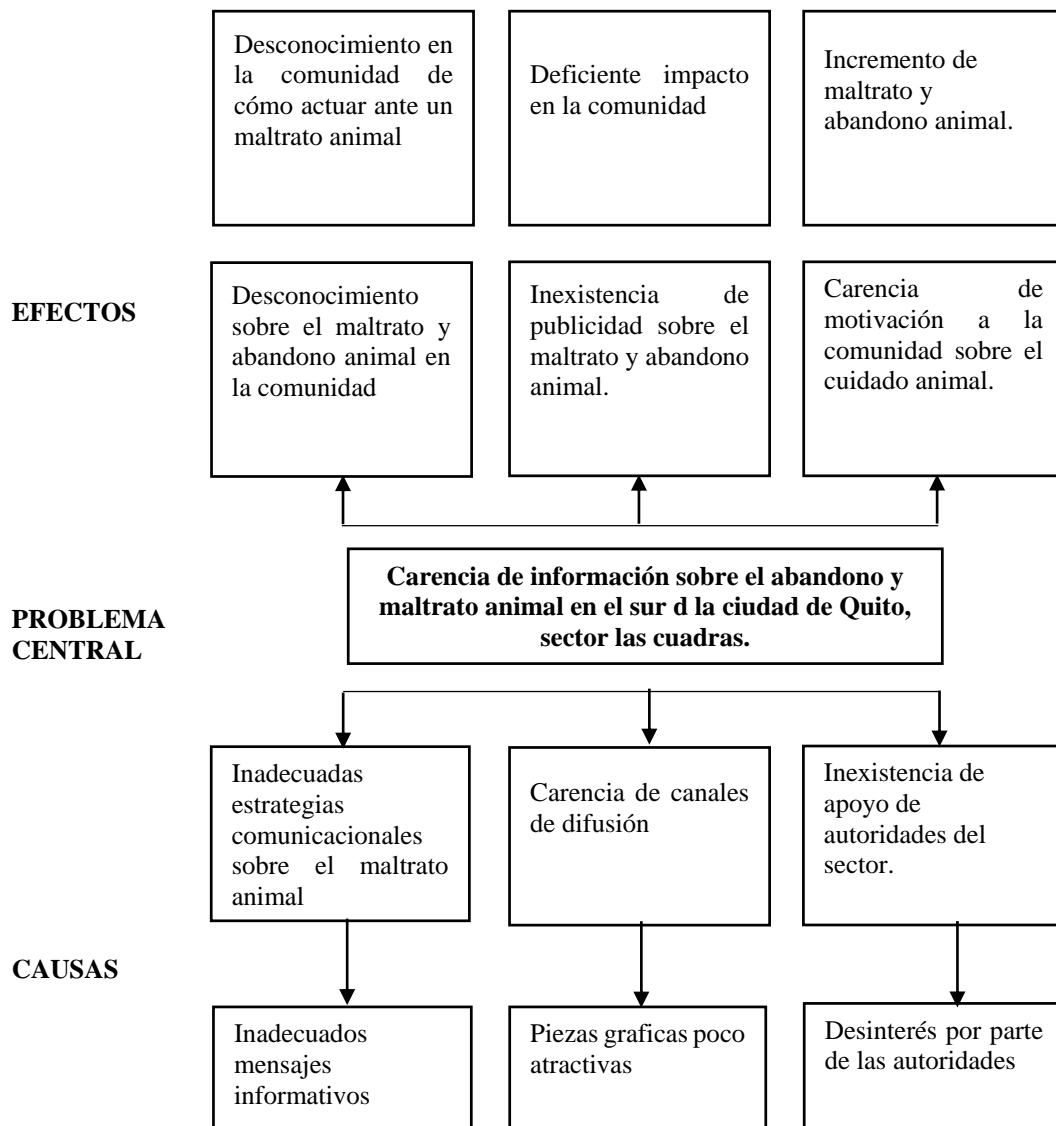 Desconocimiento en
la comunidad de
cómo actuar ante un
maltrato animal
Deficiente impacto
en la comunidad
Incremento de
maltrato y
abandono animal.
EFECTOS
Desconocimiento
sobre el maltrato y
abandono animal en
la comunidad
Inexistencia de
publicidad sobre el
maltrato y abandono
animal.
Carencia de
motivación a la
comunidad sobre el
cuidado animal.
PROBLEMA
CENTRAL
Carencia de información sobre el abandono y
maltrato animal en el sur d la ciudad de Quito,
sector las cuadras.
Inadecuadas
estrategias
comunicacionales
sobre el maltrato
animal
Carencia de canales
de difusión
Inexistencia de
apoyo de
autoridades del
sector.
CAUSAS
Inadecuados
mensajes
informativos
Piezas graficas poco
atractivas
Desinterés por parte
de las autoridades